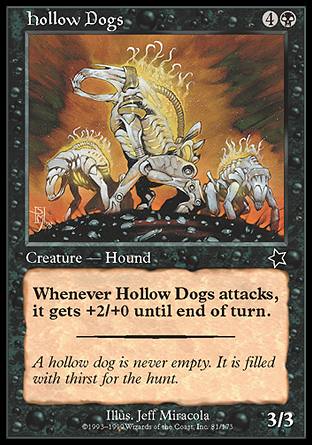 Hollow Dogs 4
Creature — Hound
Whenever Hollow Dogs attacks,
it gets +2/+0 until end of turn.
A hollow dog is never empty. It is filled
with thirst for the hunt.
Illus. Jeff Miracola
©1993-1999 Wizards of the Coast, Inc. 81/173
3/3